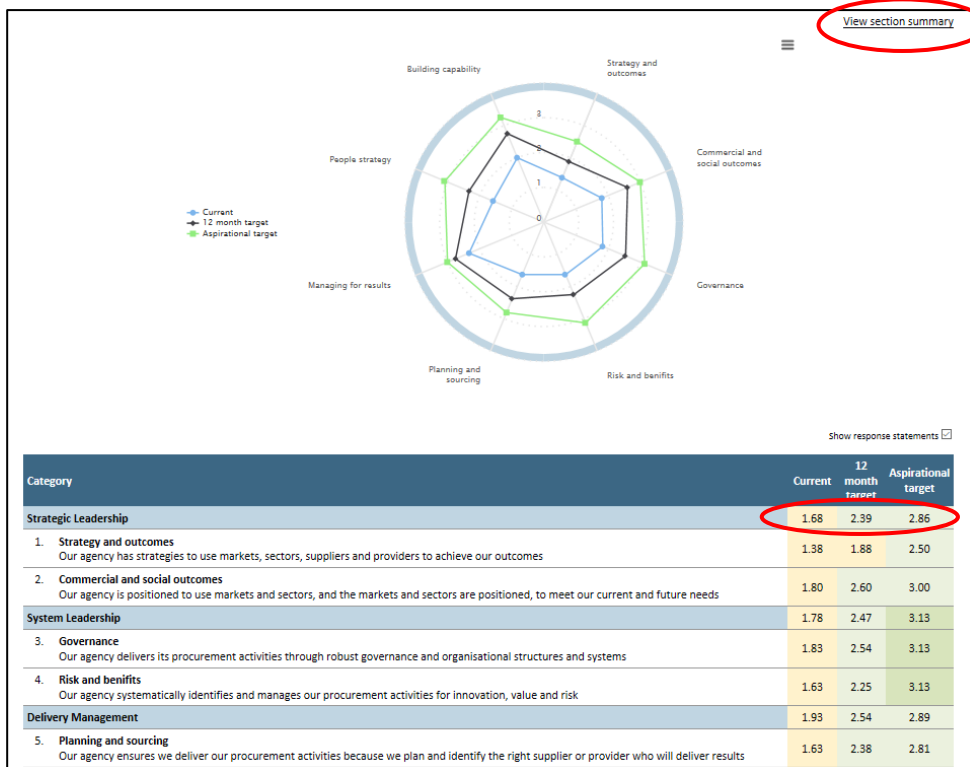 View section summary
Building capability
Strategy and
outcomes
3
People strategy
2
Commercial and
social outcomes
1
Current
12 month target
Aspirational target
0
Managing for results
Governance
Planning and
sourcing
Risk and benifits
Show response statements
Category
Current
12
month
target
Aspirational
target
Strategic Leadership 1.68 2.39 2.86
1. Strategy and outcomes
Our agency has strategies to use markets, sectors, suppliers and providers to achieve our outcomes
1.38 1.88 2.50
2. Commercial and social outcomes
Our agency is positioned to use markets and sectors, and the markets and sectors are positioned, to meet our current and future needs
1.80 2.60 3.00
System Leadership 1.78 2.47 3.13
3. Governance
Our agency delivers its procurement activities through robust governance and organisational structures and systems
1.83 2.54 3.13
4. Risk and benifits
Our agency systematically identifies and manages our procurement activities for innovation, value and risk
1.63 2.25 3.13
Delivery Management 1.93 2.54 2.89
5. Planning and sourcing
Our agency ensures we deliver our procurement activities because we plan and identify the right supplier or provider who will deliver results
1.63 2.38 2.81